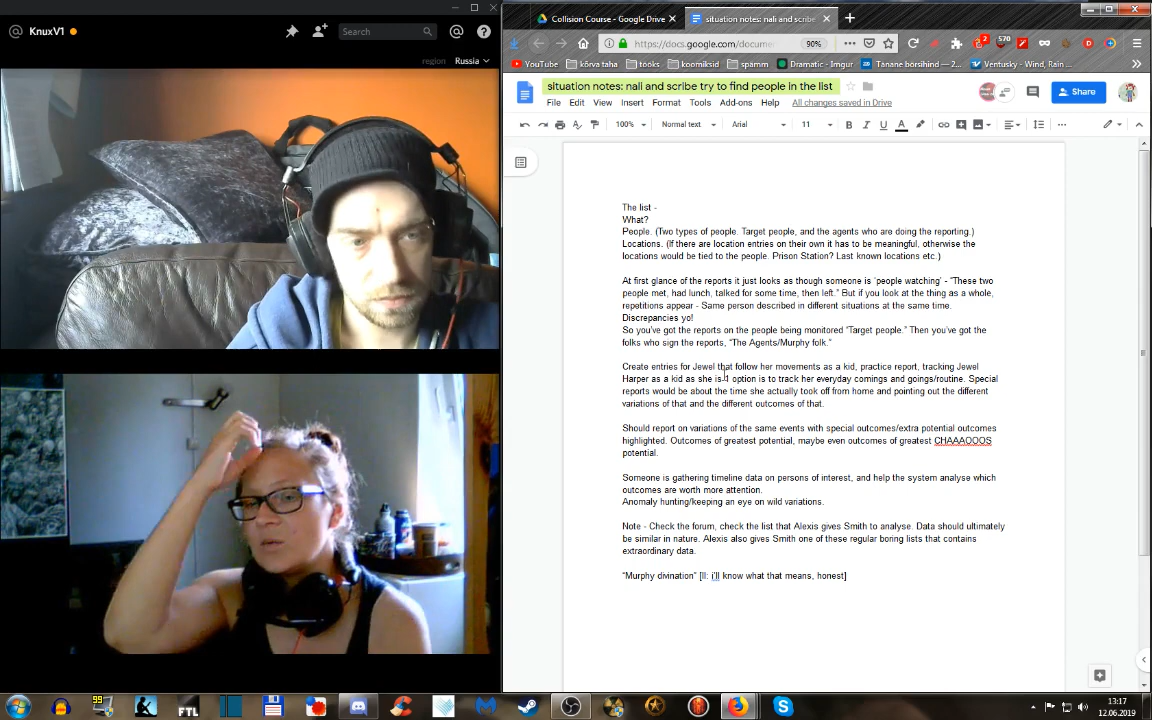 KnuxV1
Search
region Russia
Collision Course - Google Drive
situation notes: nali and scribe
https://docs.google.com/docume
90%
2
570
YouTube
kõrva taha
tööks
koomiksid
spämm
Dramatic - Imgur
Tänane börsihind — 2...
Ventusky - Wind, Rain ...
situation notes: nali and scribe try to find people in the list
Share
File Edit View Insert Format Tools Add-ons Help All changes saved in Drive
100% Normal text Arial 11 B I U A
The list -
What?
People. (Two types of people. Target people, and the agents who are doing the reporting.)
Locations. (If there are location entries on their own it has to be meaningful, otherwise the
locations would be tied to the people. Prison Station? Last known locations etc.)
At first glance of the reports it just looks as though someone is ‘people watching’ - “These two
people met, had lunch, talked for some time, then left.” But if you look at the thing as a whole,
repetitions appear - Same person described in different situations at the same time.
Discrepancies yo!
So you’ve got the reports on the people being monitored “Target people.” Then you’ve got the
folks who sign the reports, “The Agents/Murphy folk.”
Create entries for Jewel that follow her movements as a kid, practice report, tracking Jewel
Harper as a kid as she is. 1 option is to track her everyday comings and goings/routine. Special
reports would be about the time she actually took off from home and pointing out the different
variations of that and the different outcomes of that.
Should report on variations of the same events with special outcomes/extra potential outcomes
highlighted. Outcomes of greatest potential, maybe even outcomes of greatest CHAAAOOOS
potential.
Someone is gathering timeline data on persons of interest, and help the system analyse which
outcomes are worth more attention.
Anomaly hunting/keeping an eye on wild variations.
Note - Check the forum, check the list that Alexis gives Smith to analyse. Data should ultimately
be similar in nature. Alexis also gives Smith one of these regular boring lists that contains
extraordinary data.
“Murphy divination” [ll: i'll know what that means, honest]
99
FTL
13:17
12.06.2019